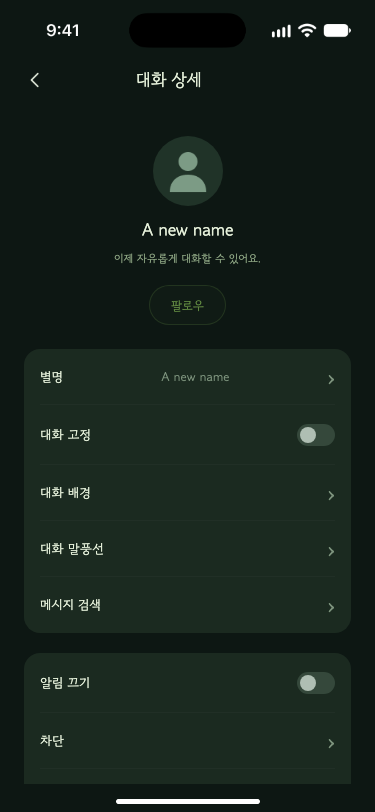 9:41
대화 상세
A new name
이제 자유롭게 대화할 수 있어요.
팔로우
별명 A new name
대화 고정
대화 배경
대화 말풍선
메시지 검색
알림 끄기
차단